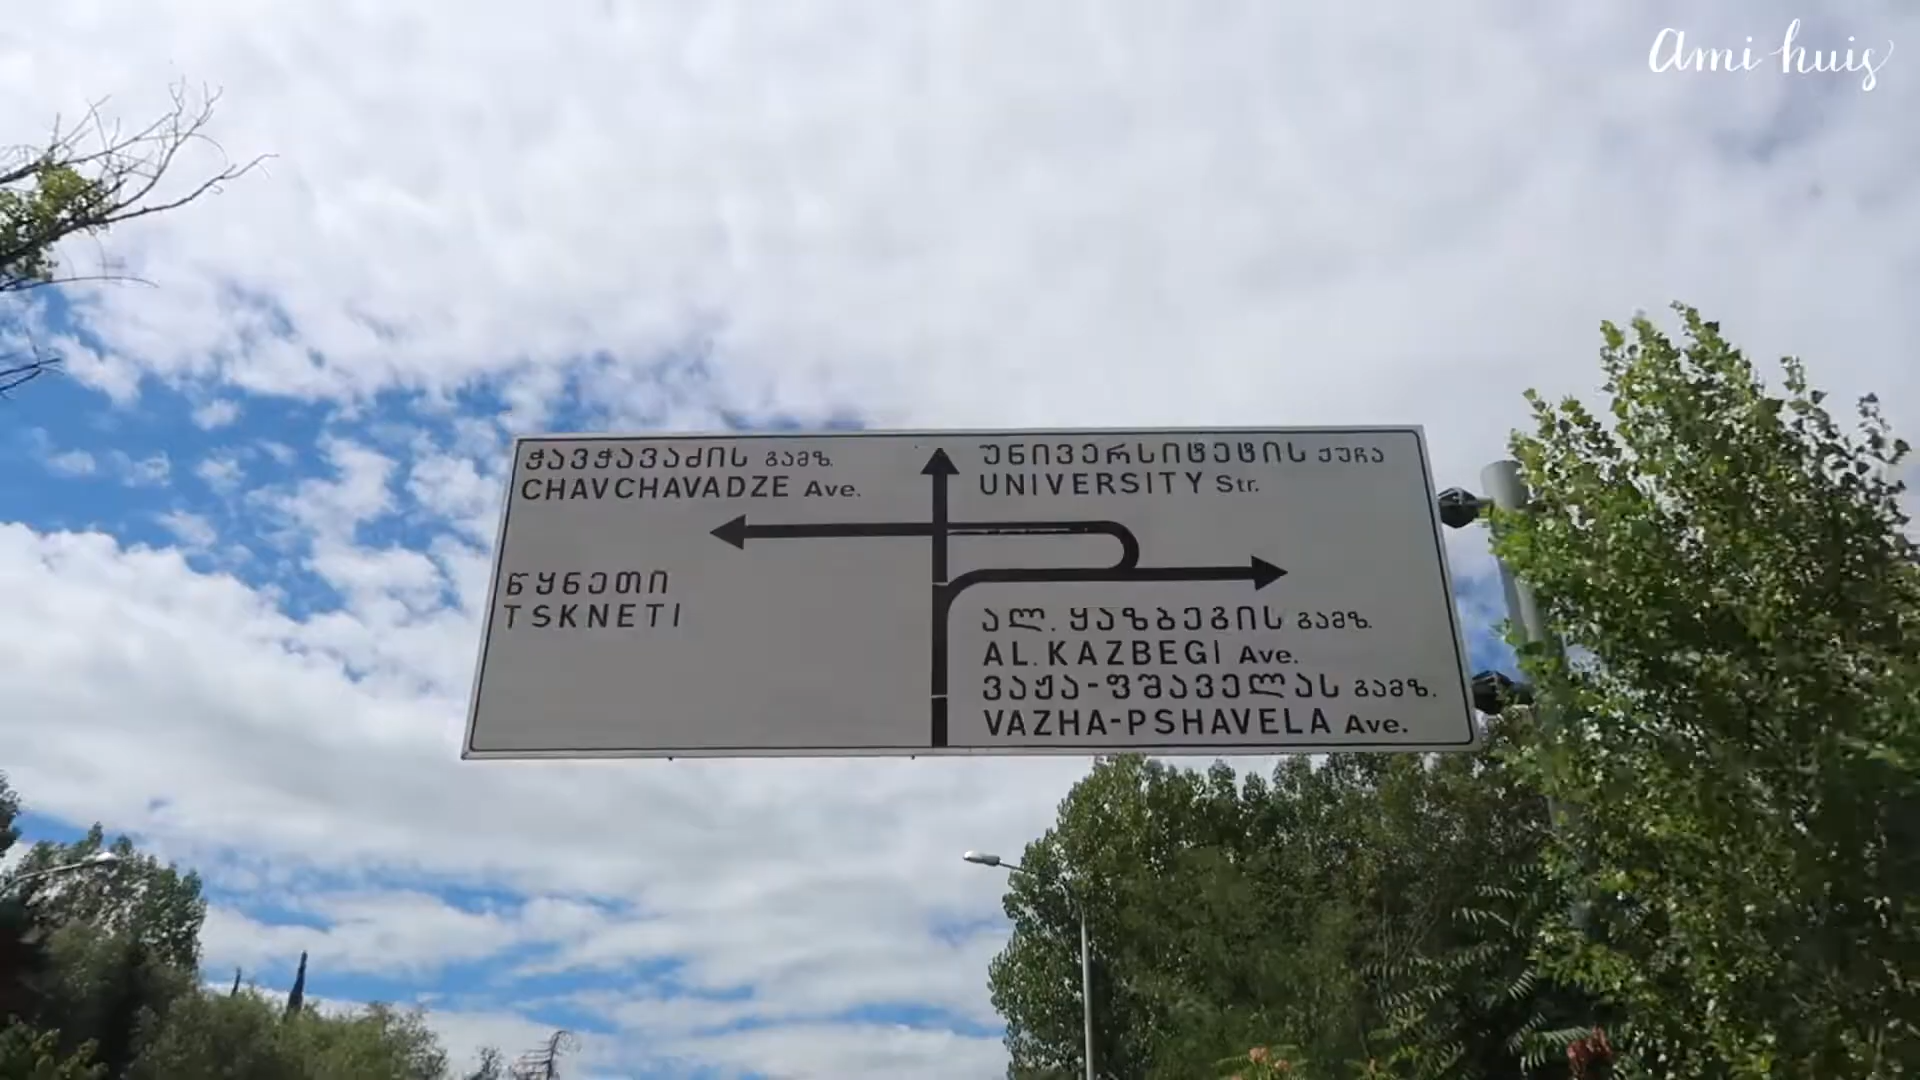 ami huis
ჭავჭავაძის გამზ.
CHAVCHAVADZE Ave.
წყნეთი
TSKNETI
უნივერსიტეტის ქუჩა
UNIVERSITY Str.
ალ. ყაზბეგის გამზ.
AL. KAZBEGI Ave.
ვაჟა-ფშაველას გამზ.
VAZHA-PSHAVELA Ave.